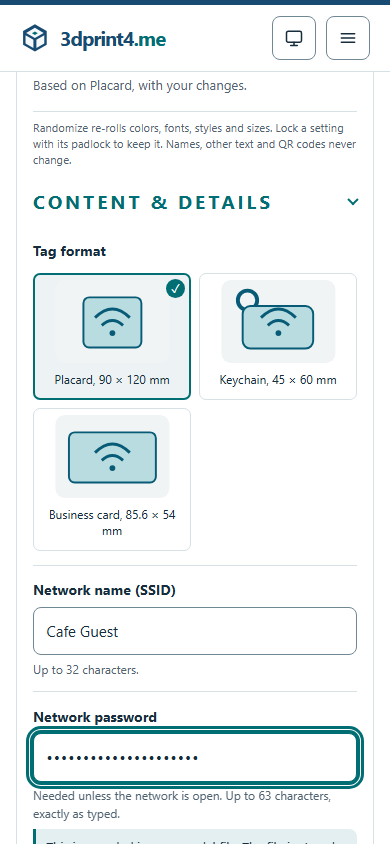 3dprint4.me
Based on Placard, with your changes.
Randomize re-rolls colors, fonts, styles and sizes. Lock a setting
with its padlock to keep it. Names, other text and QR codes never
change.
CONTENT & DETAILS
Tag format
Placard, 90 × 120 mm
Keychain, 45 × 60 mm
Business card, 85.6 × 54
mm
Network name (SSID)
Cafe Guest
Up to 32 characters.
Network password
•••••••••••••••••••••
Needed unless the network is open. Up to 63 characters,
exactly as typed.